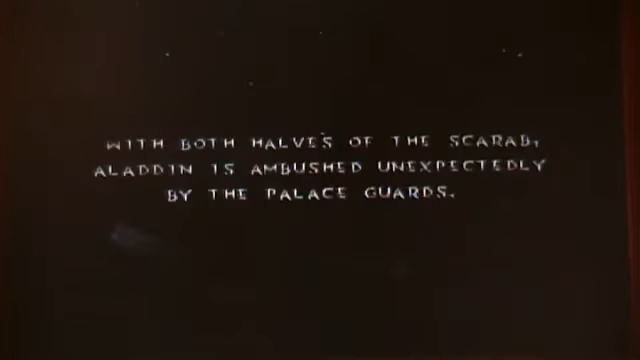 WITH BOTH HALVES OF THE SCARAB,
ALADDIN IS AMBUSHED UNEXPECTEDLY
BY THE PALACE GUARDS.